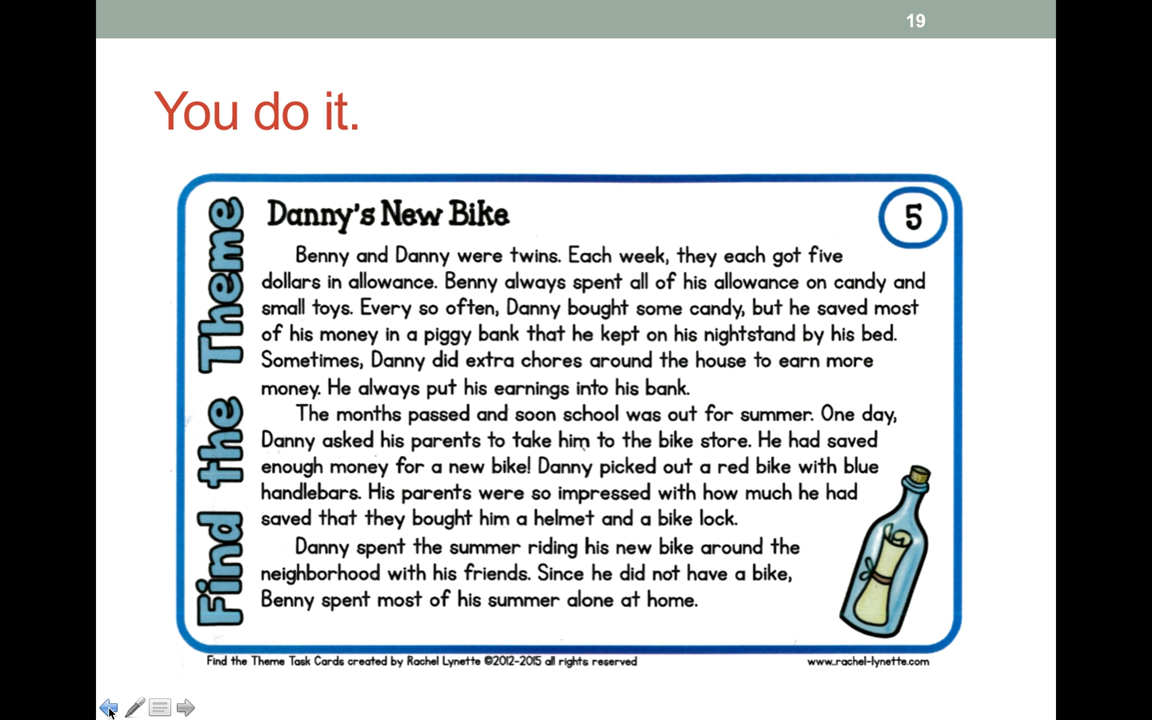 19
You do it.
Find the Theme
Danny's New Bike
5
Benny and Danny were twins. Each week, they each got five
dollars in allowance. Benny always spent all of his allowance on candy and
small toys. Every so often, Danny bought some candy, but he saved most
of his money in a piggy bank that he kept on his nightstand by his bed.
Sometimes, Danny did extra chores around the house to earn more
money. He always put his earnings into his bank.
The months passed and soon school was out for summer. One day,
Danny asked his parents to take him to the bike store. He had saved
enough money for a new bike! Danny picked out a red bike with blue
handlebars. His parents were so impressed with how much he had
saved that they bought him a helmet and a bike lock.
Danny spent the summer riding his new bike around the
neighborhood with his friends. Since he did not have a bike,
Benny spent most of his summer alone at home.
Find the Theme Task Cards created by Rachel Lynette ©2012-2015 all rights reserved
www.rachel-lynette.com